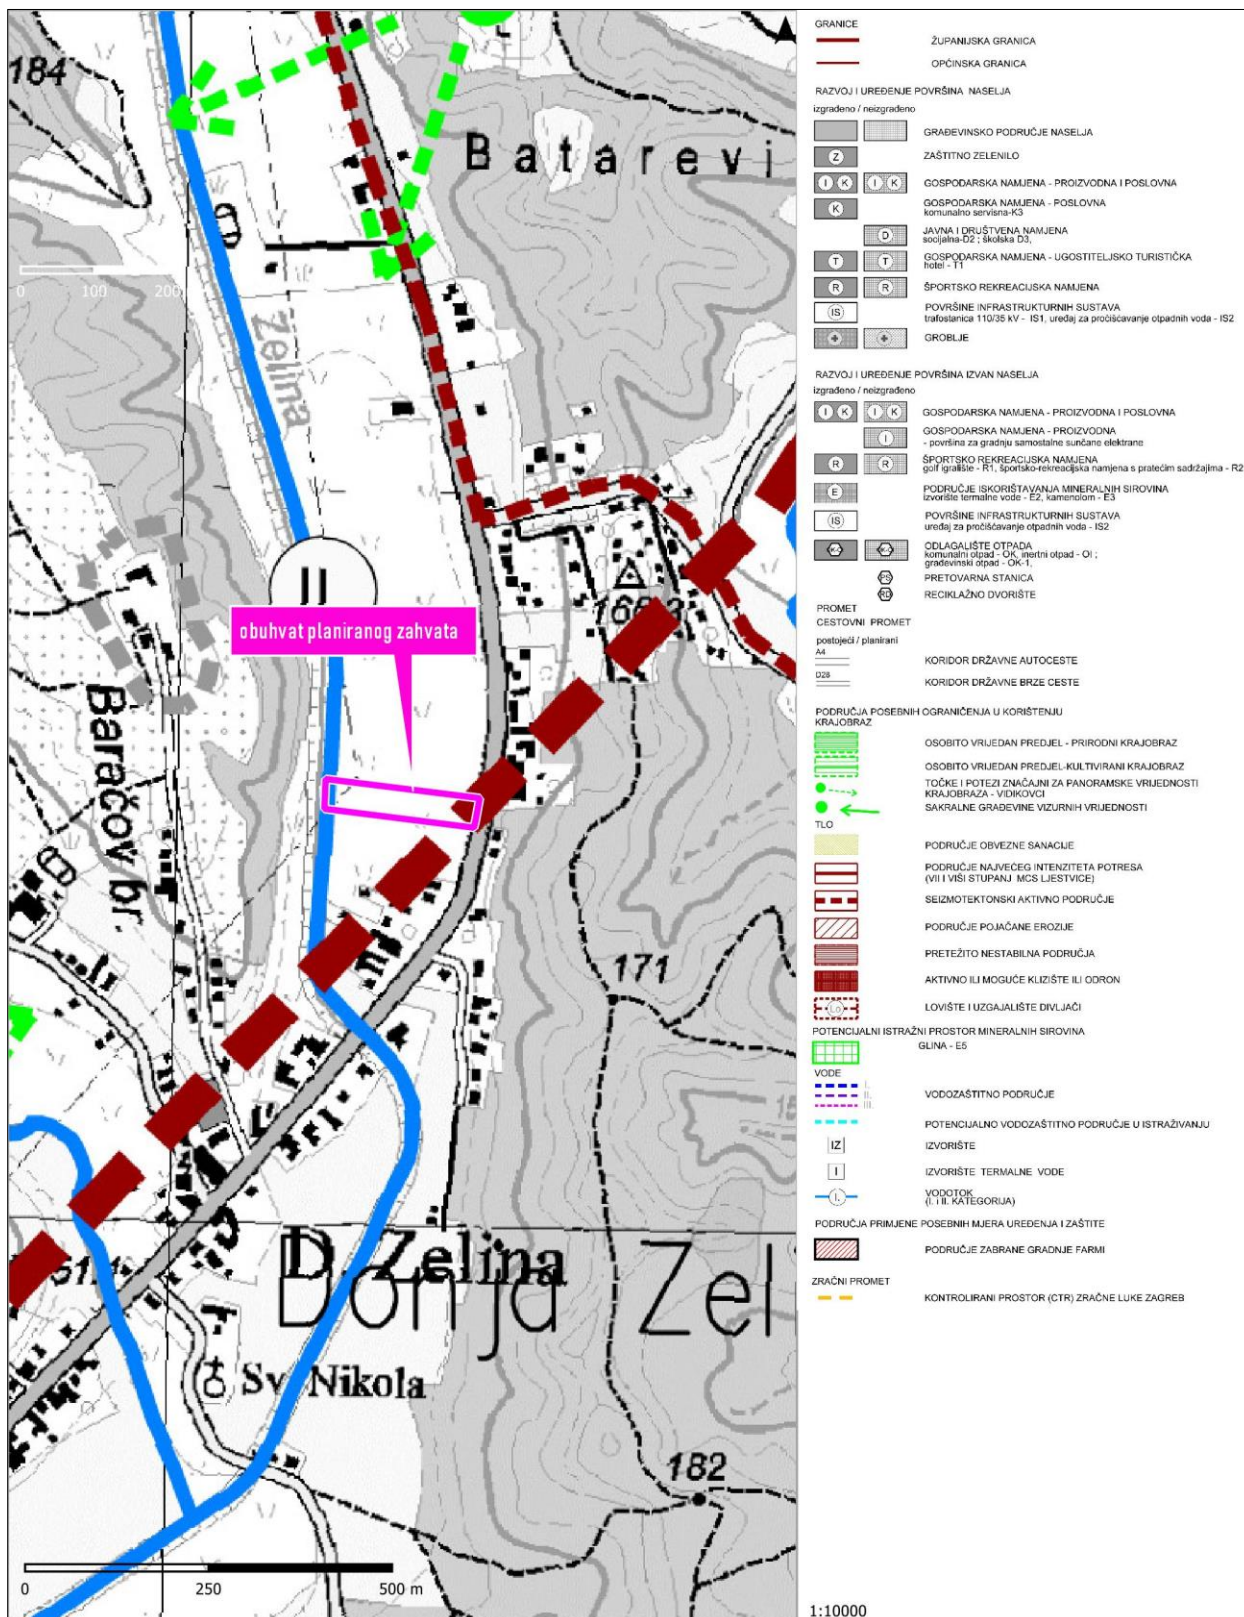 184
Batarevi
0 100 200
Zelina
II
166.3
obuhvat planiranog zahvata
Baračov br.
171
D. Zelina
Donja Zel
Sv. Nikola
182
0 250 500 m
GRANICE
ŽUPANIJSKA GRANICA
OPĆINSKA GRANICA
RAZVOJ I UREĐENJE POVRŠINA NASELJA
izgrađeno / neizgrađeno
GRAĐEVINSKO PODRUČJE NASELJA
Z ZAŠTITNO ZELENILO
I K I K GOSPODARSKA NAMJENA - PROIZVODNA I POSLOVNA
K GOSPODARSKA NAMJENA - POSLOVNA
komunalno servisna-K3
D JAVNA I DRUŠTVENA NAMJENA
socijalna-D2 ; školska D3,
T T GOSPODARSKA NAMJENA - UGOSTITELJSKO TURISTIČKA
hotel - T1
R R ŠPORTSKO REKREACIJSKA NAMJENA
IS POVRŠINE INFRASTRUKTURNIH SUSTAVA
trafostanica 110/35 kV - IS1, uređaj za pročišćavanje otpadnih voda - IS2
GROBLJE
RAZVOJ I UREĐENJE POVRŠINA IZVAN NASELJA
izgrađeno / neizgrađeno
I K I K GOSPODARSKA NAMJENA - PROIZVODNA I POSLOVNA
I GOSPODARSKA NAMJENA - PROIZVODNA
- površina za gradnju samostalne sunčane elektrane
R R ŠPORTSKO REKREACIJSKA NAMJENA
golf igralište - R1, športsko-rekreacijska namjena s pratećim sadržajima - R2
E PODRUČJE ISKORIŠTAVANJA MINERALNIH SIROVINA
izvorište termalne vode - E2, kamenolom - E3
IS POVRŠINE INFRASTRUKTURNIH SUSTAVA
uređaj za pročišćavanje otpadnih voda - IS2
ODLAGALIŠTE OTPADA
komunalni otpad - OK, inertni otpad - OI ;
građevinski otpad - OK-1,
PS PRETOVARNA STANICA
RD RECIKLAŽNO DVORIŠTE
PROMET
CESTOVNI PROMET
postojeći / planirani
A4 KORIDOR DRŽAVNE AUTOCESTE
D28 KORIDOR DRŽAVNE BRZE CESTE
PODRUČJA POSEBNIH OGRANIČENJA U KORIŠTENJU
KRAJOBRAZ
OSOBITO VRIJEDAN PREDJEL - PRIRODNI KRAJOBRAZ
OSOBITO VRIJEDAN PREDJEL-KULTIVIRANI KRAJOBRAZ
TOČKE I POTEZI ZNAČAJNI ZA PANORAMSKE VRIJEDNOSTI
KRAJOBRAZA - VIDIKOVCI
SAKRALNE GRAĐEVINE VIZURNIH VRIJEDNOSTI
TLO
PODRUČJE OBVEZNE SANACIJE
PODRUČJE NAJVEĆEG INTENZITETA POTRESA
(VII I VIŠI STUPANJ MCS LJESTVICE)
SEIZMOTEKTONSKI AKTIVNO PODRUČJE
PODRUČJE POJAČANE EROZIJE
PRETEŽITO NESTABILNA PODRUČJA
AKTIVNO ILI MOGUĆE KLIZIŠTE ILI ODRON
Lo LOVIŠTE I UZGAJALIŠTE DIVLJAČI
POTENCIJALNI ISTRAŽNI PROSTOR MINERALNIH SIROVINA
GLINA - E5
VODE
I.
II. VODOZAŠTITNO PODRUČJE
III.
POTENCIJALNO VODOZAŠTITNO PODRUČJE U ISTRAŽIVANJU
IZ IZVORIŠTE
I IZVORIŠTE TERMALNE VODE
I. VODOTOK
(I. i II. KATEGORIJA)
PODRUČJA PRIMJENE POSEBNIH MJERA UREĐENJA I ZAŠTITE
PODRUČJE ZABRANE GRADNJE FARMI
ZRAČNI PROMET
KONTROLIRANI PROSTOR (CTR) ZRAČNE LUKE ZAGREB
1:10000